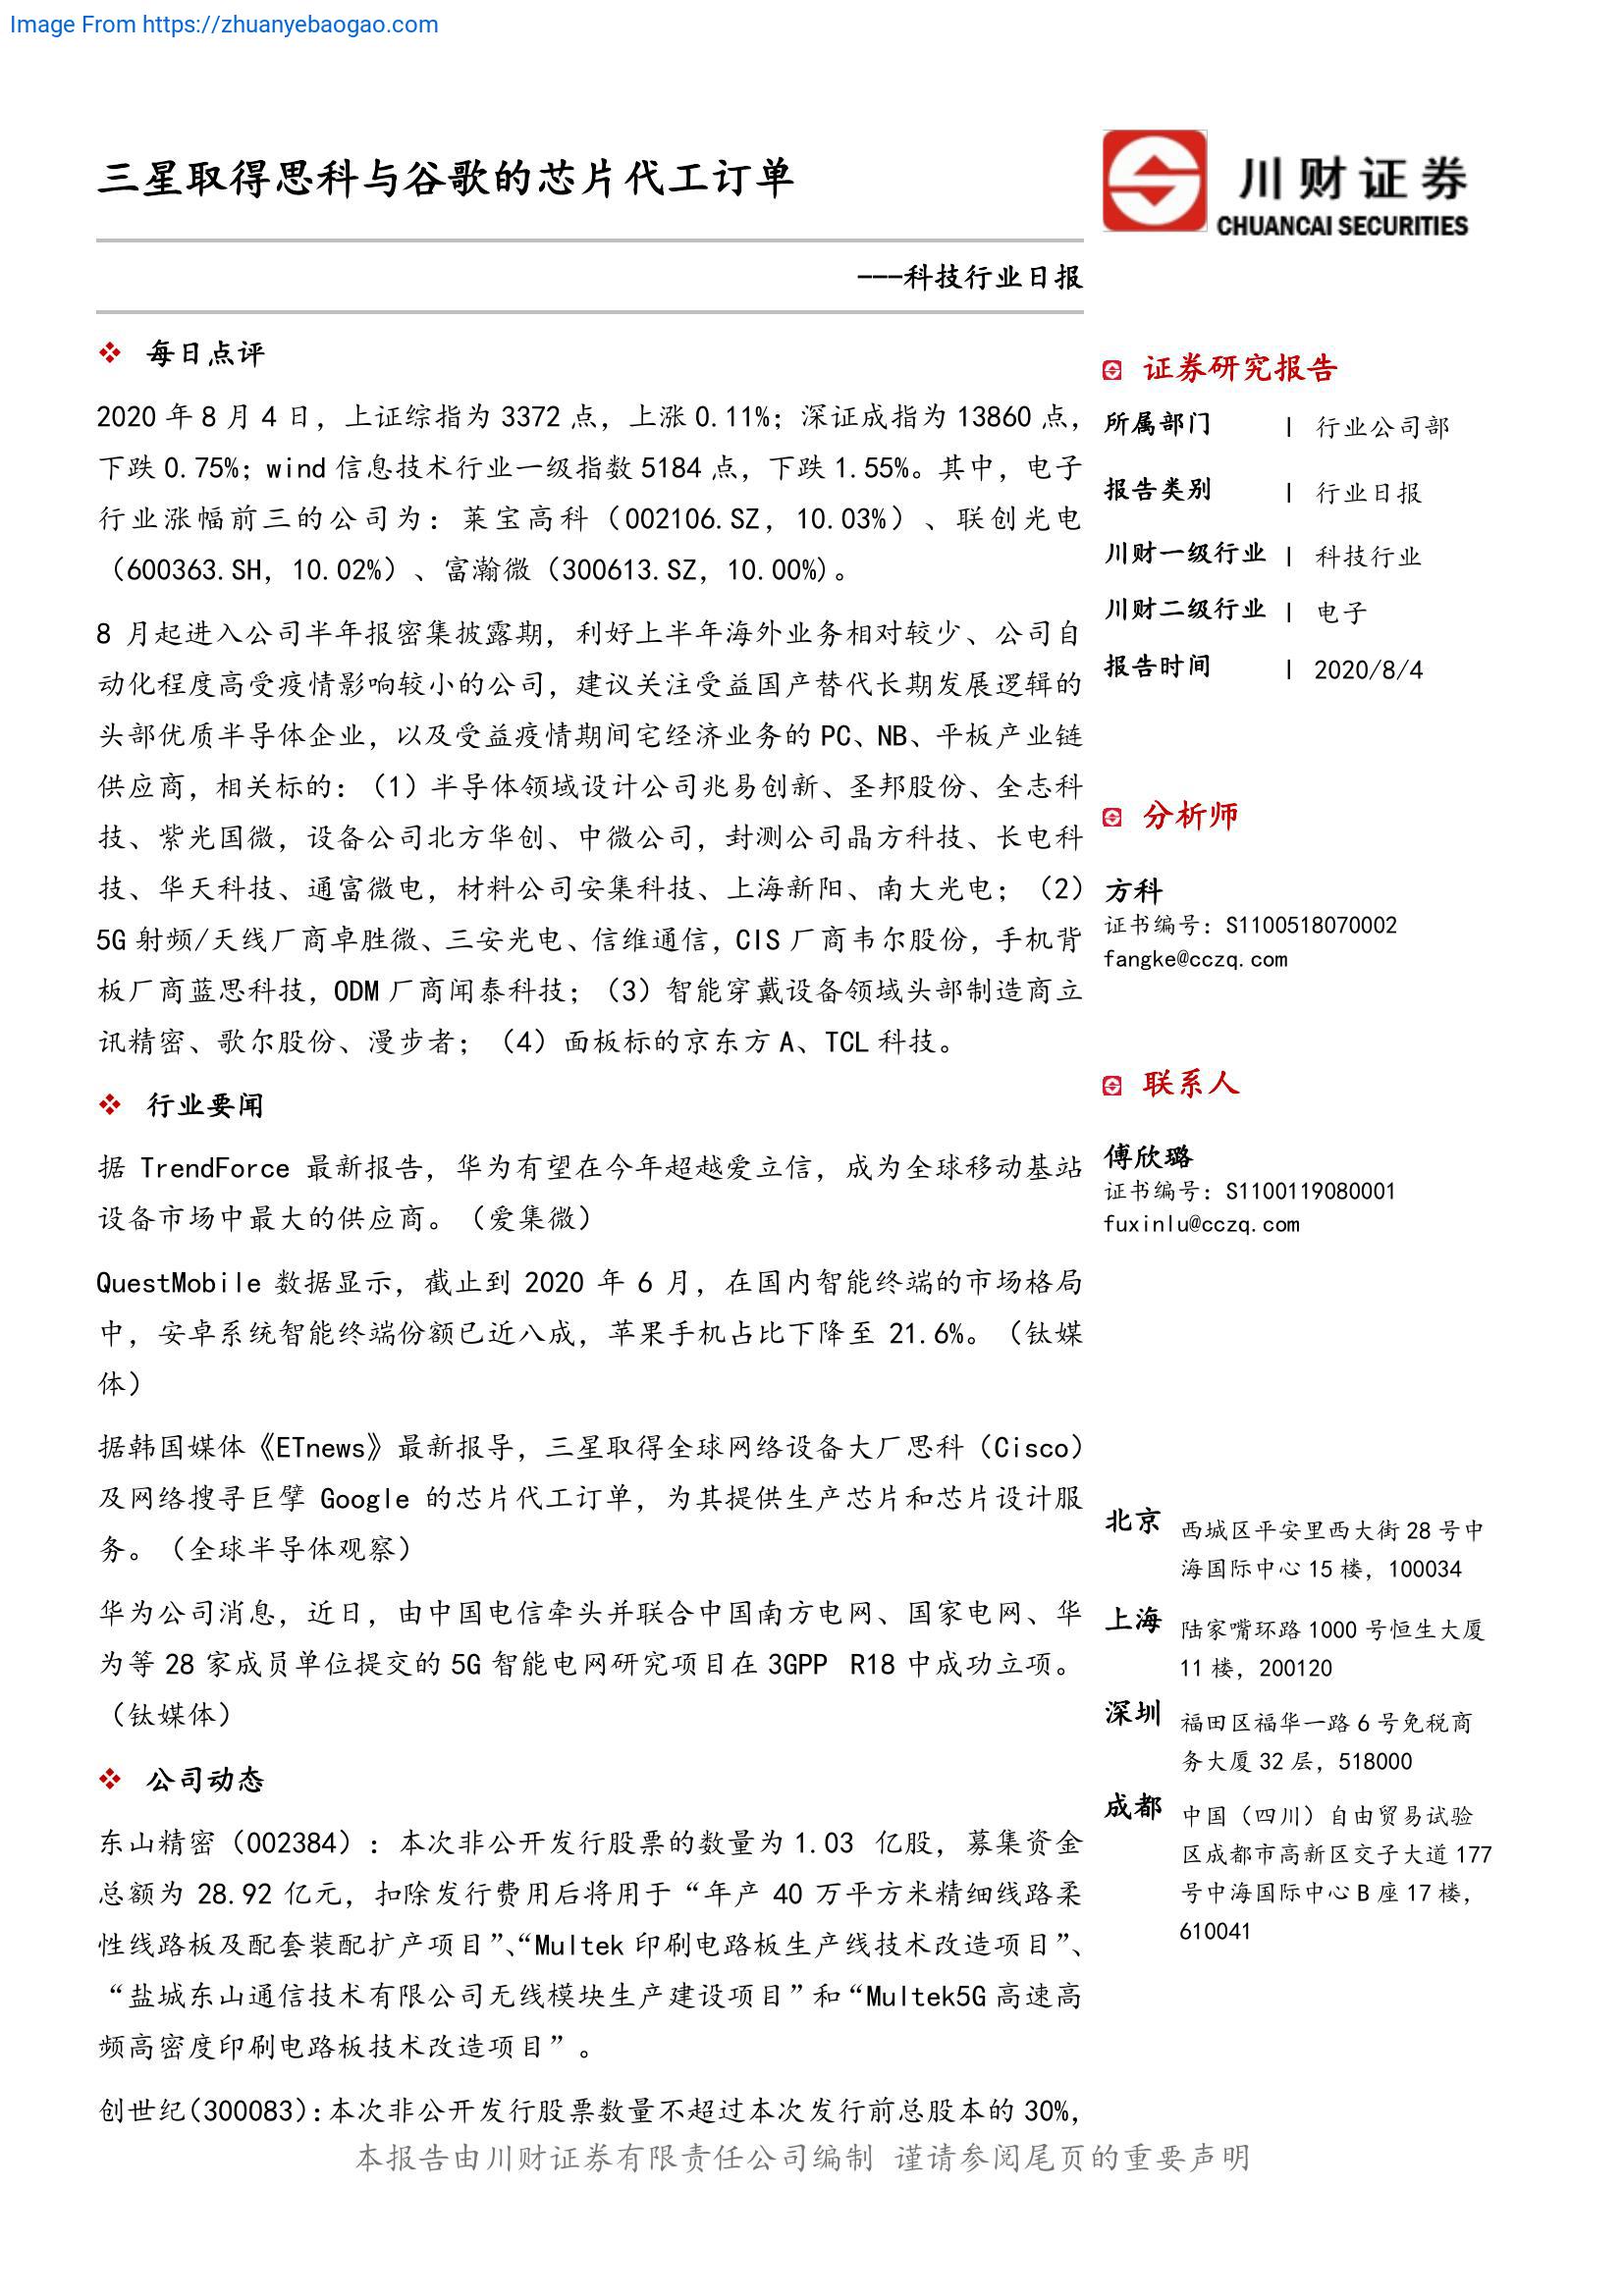 Image From https://zhuanyebaogao.com
三星取得思科与谷歌的芯片代工订单
川财证券
CHUANCAI SECURITIES
---科技行业日报
❖ 每日点评
2020 年 8 月 4 日，上证综指为 3372 点，上涨 0.11%；深证成指为 13860 点，
下跌 0.75%；wind 信息技术行业一级指数 5184 点，下跌 1.55%。其中，电子
行业涨幅前三的公司为：莱宝高科（002106.SZ，10.03%）、联创光电
（600363.SH，10.02%）、富瀚微（300613.SZ，10.00%)。
8 月起进入公司半年报密集披露期，利好上半年海外业务相对较少、公司自
动化程度高受疫情影响较小的公司，建议关注受益国产替代长期发展逻辑的
头部优质半导体企业，以及受益疫情期间宅经济业务的 PC、NB、平板产业链
供应商，相关标的：（1）半导体领域设计公司兆易创新、圣邦股份、全志科
技、紫光国微，设备公司北方华创、中微公司，封测公司晶方科技、长电科
技、华天科技、通富微电，材料公司安集科技、上海新阳、南大光电；（2）
5G 射频/天线厂商卓胜微、三安光电、信维通信，CIS 厂商韦尔股份，手机背
板厂商蓝思科技，ODM 厂商闻泰科技；（3）智能穿戴设备领域头部制造商立
讯精密、歌尔股份、漫步者；（4）面板标的京东方 A、TCL 科技。
❖ 行业要闻
据 TrendForce 最新报告，华为有望在今年超越爱立信，成为全球移动基站
设备市场中最大的供应商。（爱集微）
QuestMobile 数据显示，截止到 2020 年 6 月，在国内智能终端的市场格局
中，安卓系统智能终端份额已近八成，苹果手机占比下降至 21.6%。（钛媒
体）
据韩国媒体《ETnews》最新报导，三星取得全球网络设备大厂思科（Cisco）
及网络搜寻巨擘 Google 的芯片代工订单，为其提供生产芯片和芯片设计服
务。（全球半导体观察）
华为公司消息，近日，由中国电信牵头并联合中国南方电网、国家电网、华
为等 28 家成员单位提交的 5G 智能电网研究项目在 3GPP R18 中成功立项。
（钛媒体）
❖ 公司动态
东山精密（002384）：本次非公开发行股票的数量为 1.03 亿股，募集资金
总额为 28.92 亿元，扣除发行费用后将用于“年产 40 万平方米精细线路柔
性线路板及配套装配扩产项目”、“Multek 印刷电路板生产线技术改造项目”、
“盐城东山通信技术有限公司无线模块生产建设项目”和“Multek5G 高速高
频高密度印刷电路板技术改造项目”。
创世纪(300083)：本次非公开发行股票数量不超过本次发行前总股本的 30%，
证券研究报告
所属部门 | 行业公司部
报告类别 | 行业日报
川财一级行业 | 科技行业
川财二级行业 | 电子
报告时间 | 2020/8/4
分析师
方科
证书编号：S1100518070002
fangke@cczq.com
联系人
傅欣璐
证书编号：S1100119080001
fuxinlu@cczq.com
北京 西城区平安里西大街 28 号中
海国际中心 15 楼，100034
上海 陆家嘴环路 1000 号恒生大厦
11 楼，200120
深圳 福田区福华一路 6 号免税商
务大厦 32 层，518000
成都 中国（四川）自由贸易试验
区成都市高新区交子大道 177
号中海国际中心 B 座 17 楼，
610041
本报告由川财证券有限责任公司编制 谨请参阅尾页的重要声明